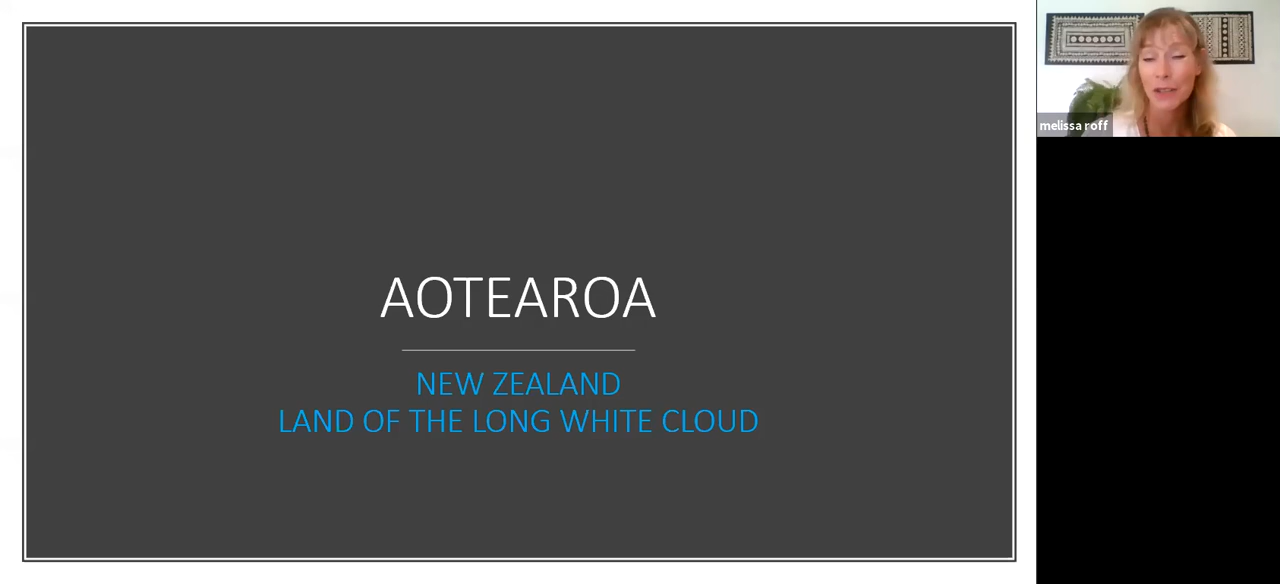 AOTEAROA
NEW ZEALAND
LAND OF THE LONG WHITE CLOUD
melissa roff